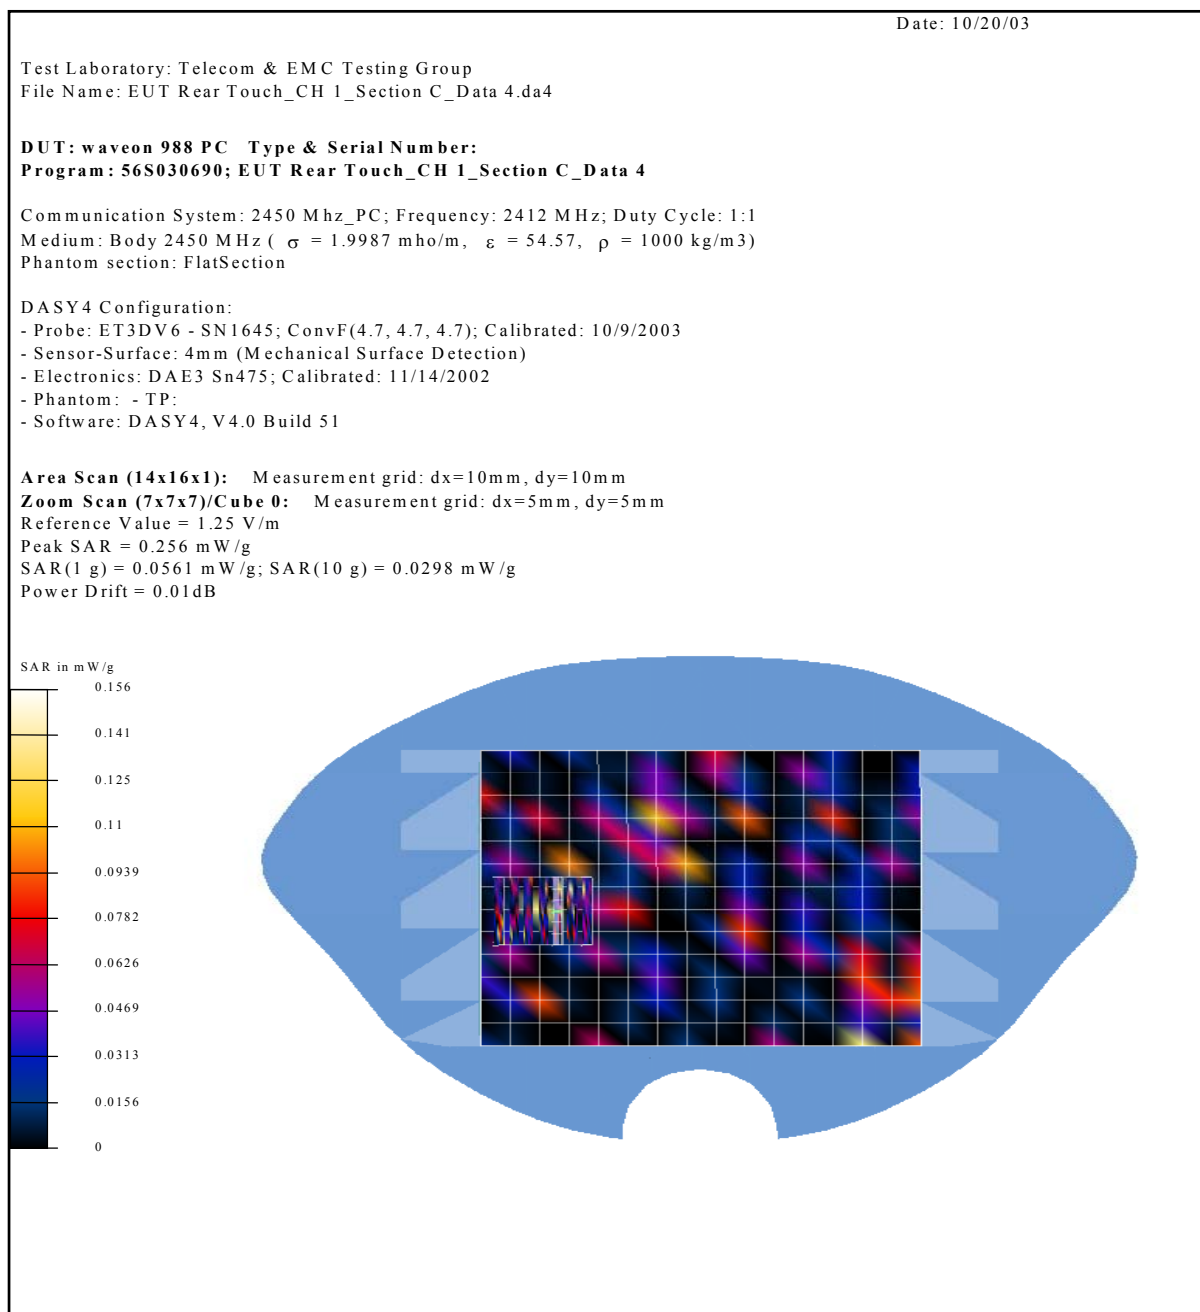 Date: 10/20/03
Test Laboratory: Telecom & EMC Testing Group
File Name: EUT Rear Touch_CH 1_Section C_Data 4.da4
DUT: waveon 988 PC   Type & Serial Number:
Program: 56S030690; EUT Rear Touch_CH 1_Section C_Data 4
Communication System: 2450 Mhz_PC; Frequency: 2412 MHz; Duty Cycle: 1:1
Medium: Body 2450 MHz ( σ = 1.9987 mho/m, ε = 54.57, ρ = 1000 kg/m3)
Phantom section: FlatSection
DASY4 Configuration:
- Probe: ET3DV6 - SN1645; ConvF(4.7, 4.7, 4.7); Calibrated: 10/9/2003
- Sensor-Surface: 4mm (Mechanical Surface Detection)
- Electronics: DAE3 Sn475; Calibrated: 11/14/2002
- Phantom: - TP:
- Software: DASY4, V4.0 Build 51
Area Scan (14x16x1): Measurement grid: dx=10mm, dy=10mm
Zoom Scan (7x7x7)/Cube 0: Measurement grid: dx=5mm, dy=5mm
Reference Value = 1.25 V/m
Peak SAR = 0.256 mW/g
SAR(1 g) = 0.0561 mW/g; SAR(10 g) = 0.0298 mW/g
Power Drift = 0.01dB
SAR in mW/g
0.156
0.141
0.125
0.11
0.0939
0.0782
0.0626
0.0469
0.0313
0.0156
0